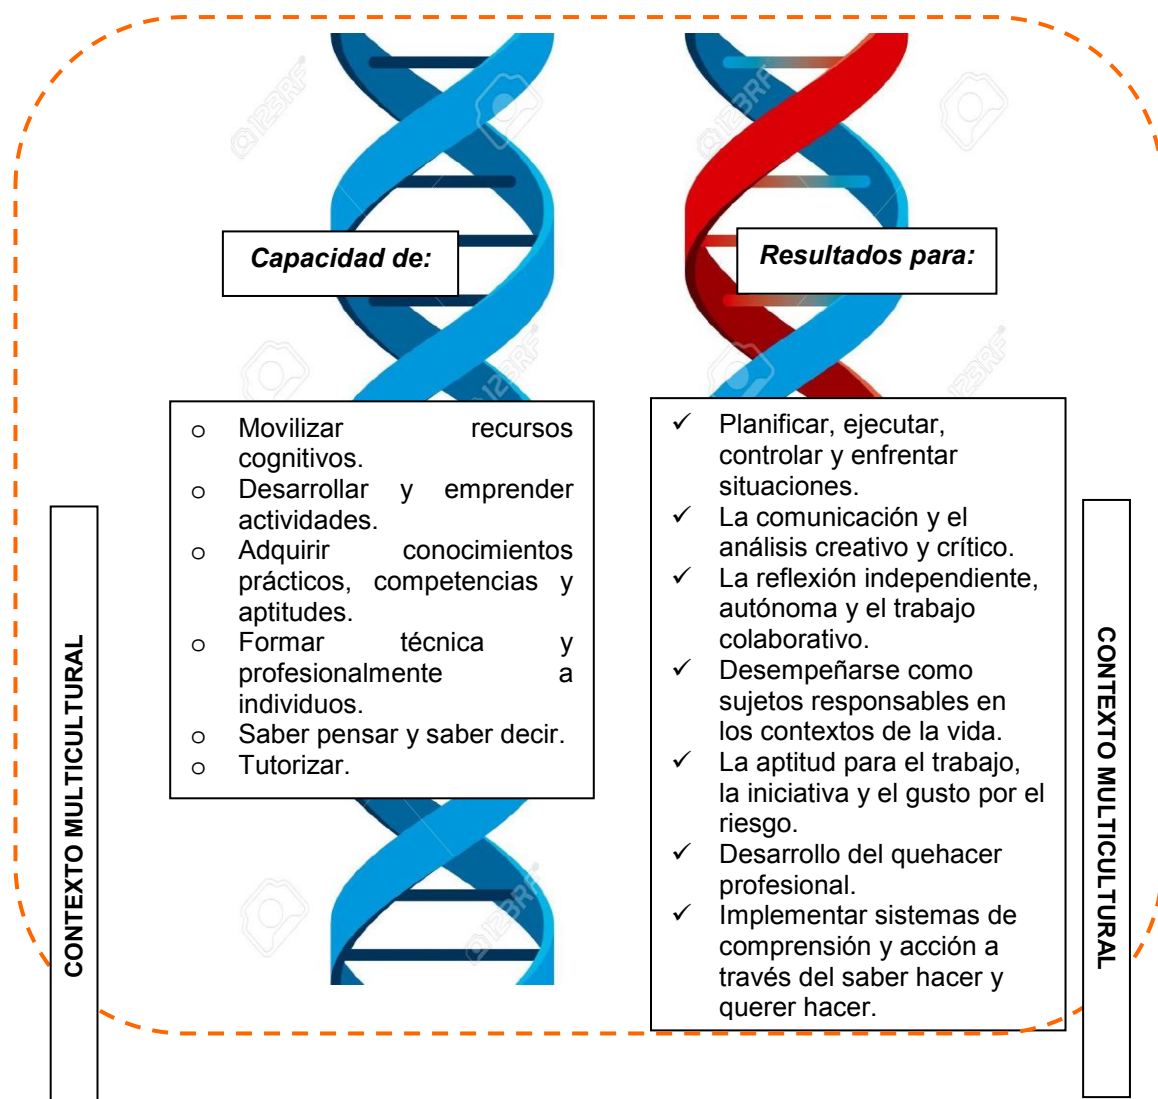 Capacidad de:
Resultados para:
o Movilizar recursos
cognitivos.
o Desarrollar y emprender
actividades.
o Adquirir conocimientos
prácticos, competencias y
aptitudes.
o Formar técnica y
profesionalmente a
individuos.
o Saber pensar y saber decir.
o Tutorizar.
✓ Planificar, ejecutar,
controlar y enfrentar
situaciones.
✓ La comunicación y el
análisis creativo y crítico.
✓ La reflexión independiente,
autónoma y el trabajo
colaborativo.
✓ Desempeñarse como
sujetos responsables en
los contextos de la vida.
✓ La aptitud para el trabajo,
la iniciativa y el gusto por el
riesgo.
✓ Desarrollo del quehacer
profesional.
✓ Implementar sistemas de
comprensión y acción a
través del saber hacer y
querer hacer.
CONTEXTO MULTICULTURAL
CONTEXTO MULTICULTURAL
123RF
123RF
123RF
123RF